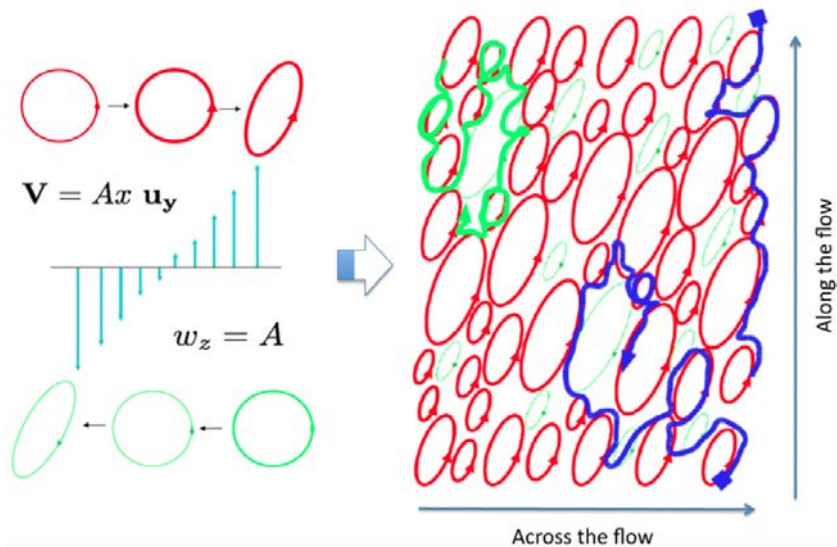 V = Ax u_y
w_z = A
Along the flow
Across the flow